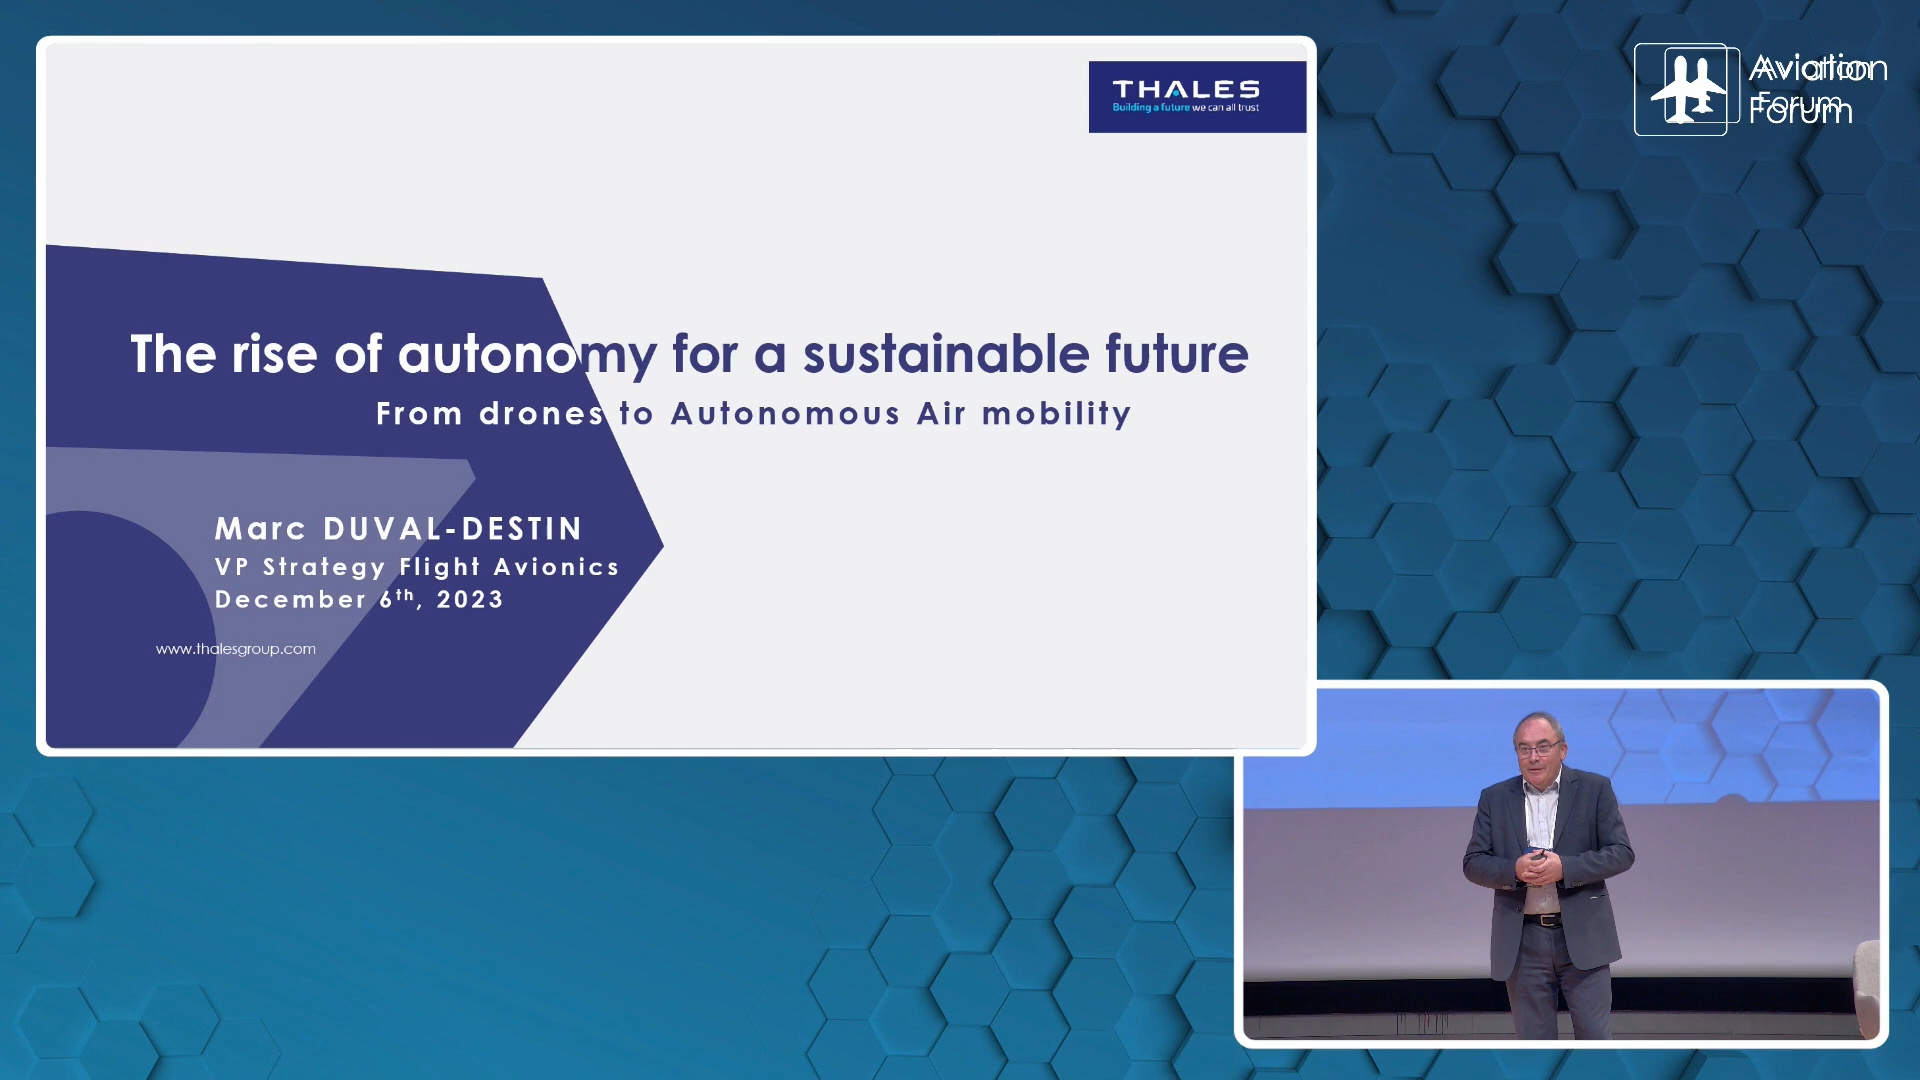 THALES
Building a future we can all trust
Aviation
Forum
The rise of autonomy for a sustainable future
From drones to Autonomous Air mobility
Marc DUVAL-DESTIN
VP Strategy Flight Avionics
December 6th, 2023
www.thalesgroup.com